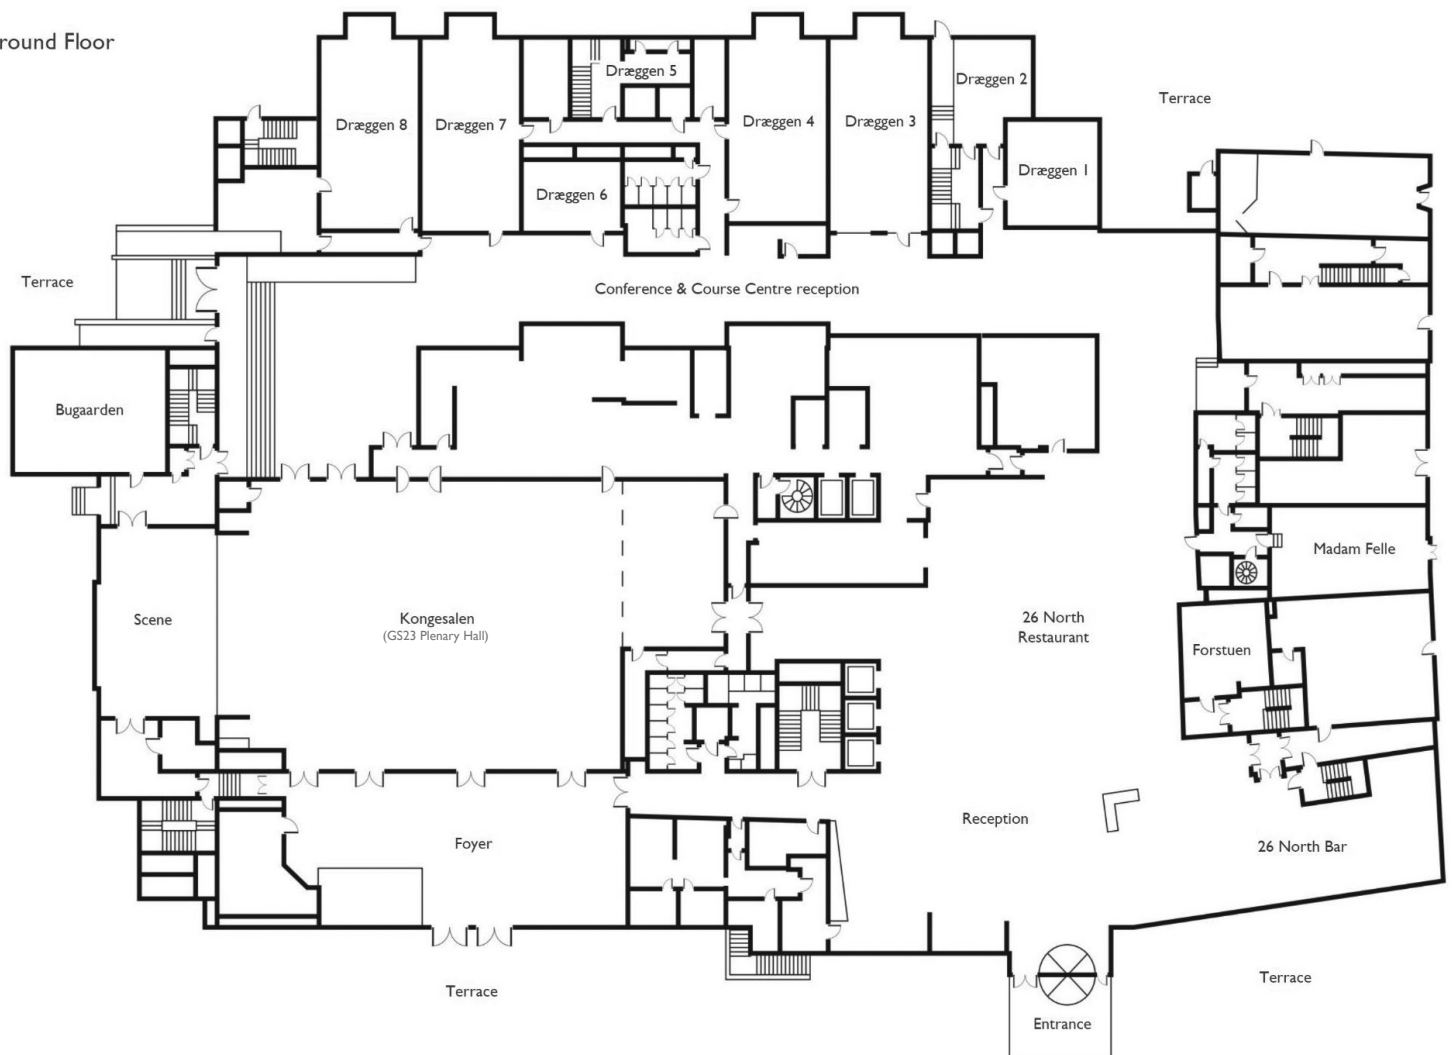 round Floor
Terrace
Dræggen 5
Dræggen 2
Dræggen 8
Dræggen 7
Dræggen 4
Dræggen 3
Dræggen 1
Dræggen 6
Terrace
Conference & Course Centre reception
Bugaarden
Madam Felle
Scene
Kongesalen
(GS23 Plenary Hall)
26 North
Restaurant
Forstuen
Reception
Foyer
26 North Bar
Terrace
Terrace
Entrance